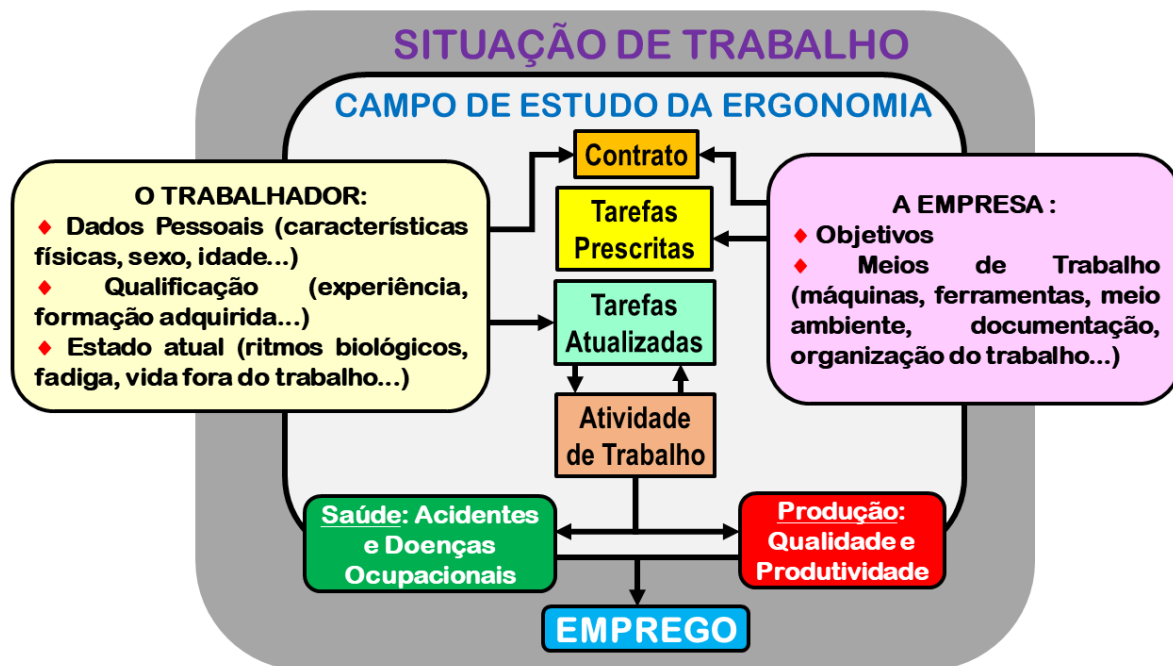 SITUAÇÃO DE TRABALHO
CAMPO DE ESTUDO DA ERGONOMIA
Contrato
O TRABALHADOR:
♦ Dados Pessoais (características
físicas, sexo, idade...)
♦ Qualificação (experiência,
formação adquirida...)
♦ Estado atual (ritmos biológicos,
fadiga, vida fora do trabalho...)
Tarefas
Prescritas
A EMPRESA :
♦ Objetivos
♦ Meios de Trabalho
(máquinas, ferramentas, meio
ambiente, documentação,
organização do trabalho...)
Tarefas
Atualizadas
Atividade
de Trabalho
Saúde: Acidentes
e Doenças
Ocupacionais
Produção:
Qualidade e
Produtividade
EMPREGO